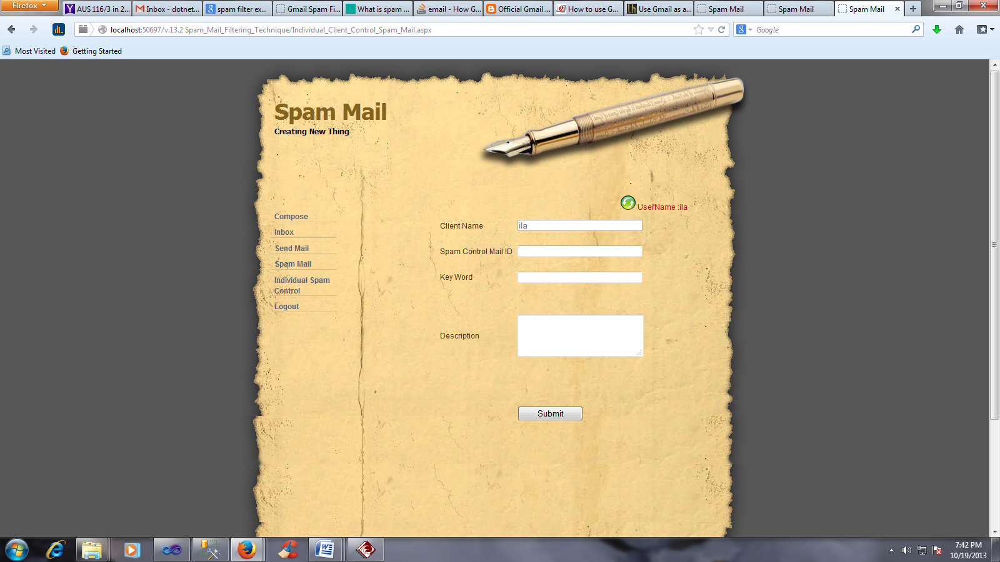 Firefox
AUS 116/3 in 2...
Inbox - dotnet...
spam filter ex...
Gmail Spam Fi...
What is spam ...
email - How G...
Official Gmail ...
How to use G...
Use Gmail as a...
Spam Mail
Spam Mail
Spam Mail
localhost:50697/v.13.2 Spam_Mail_Filtering_Technique/Individual_Client_Control_Spam_Mail.aspx
Google
Most Visited
Getting Started
Spam Mail
Creating New Thing
UserName :ila
Compose
Inbox
Send Mail
Spam Mail
Individual Spam
Control
Logout
Client Name
ila
Spam Control Mail ID
Key Word
Description
Submit
7:42 PM
10/19/2013